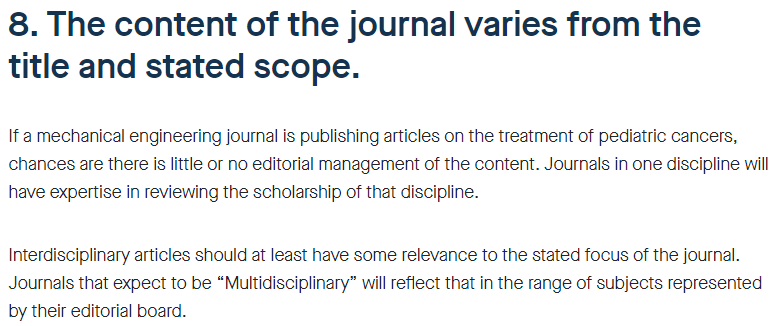 8. The content of the journal varies from the
title and stated scope.
If a mechanical engineering journal is publishing articles on the treatment of pediatric cancers,
chances are there is little or no editorial management of the content. Journals in one discipline will
have expertise in reviewing the scholarship of that discipline.
Interdisciplinary articles should at least have some relevance to the stated focus of the journal.
Journals that expect to be “Multidisciplinary” will reflect that in the range of subjects represented
by their editorial board.